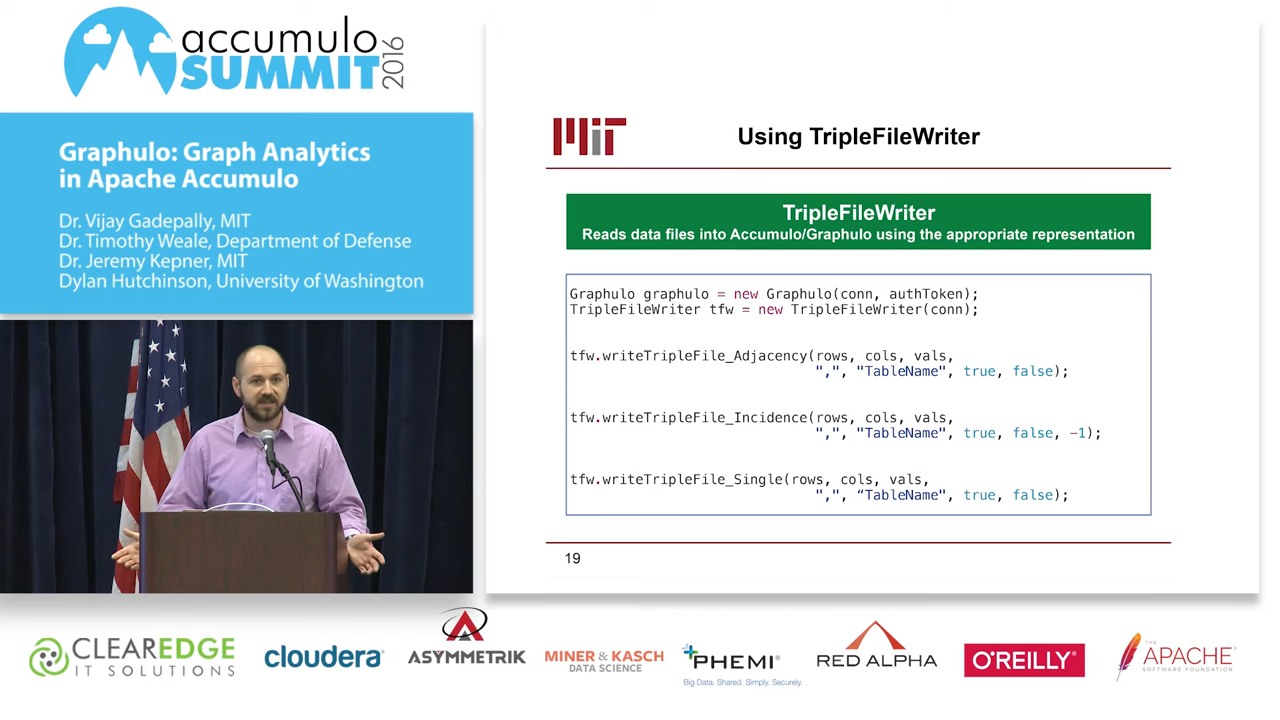 accumulo
SUMMIT
2016
Graphulo: Graph Analytics
in Apache Accumulo
Dr. Vijay Gadepally, MIT
Dr. Timothy Weale, Department of Defense
Dr. Jeremy Kepner, MIT
Dylan Hutchinson, University of Washington
MIT
Using TripleFileWriter
TripleFileWriter
Reads data files into Accumulo/Graphulo using the appropriate representation
Graphulo graphulo = new Graphulo(conn, authToken);
TripleFileWriter tfw = new TripleFileWriter(conn);
tfw.writeTripleFile_Adjacency(rows, cols, vals,
",", "TableName", true, false);
tfw.writeTripleFile_Incidence(rows, cols, vals,
",", "TableName", true, false, -1);
tfw.writeTripleFile_Single(rows, cols, vals,
",", “TableName", true, false);
19
CLEAREDGE
IT SOLUTIONS
cloudera
ASYMMETRIK
MINER & KASCH
DATA SCIENCE
PHEMI
Big Data. Shared. Simply. Securely.
RED ALPHA
O'REILLY
THE
APACHE
SOFTWARE FOUNDATION